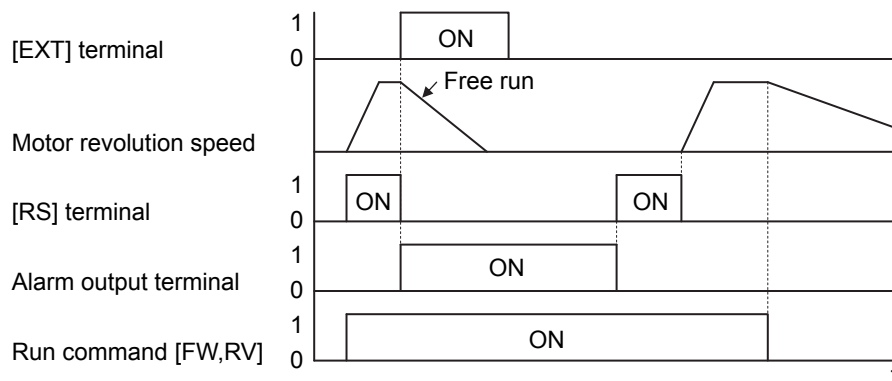 1
[EXT] terminal
ON
0
Free run
Motor revolution speed
1
[RS] terminal
ON
ON
0
1
Alarm output terminal
ON
0
1
Run command [FW,RV]
ON
0